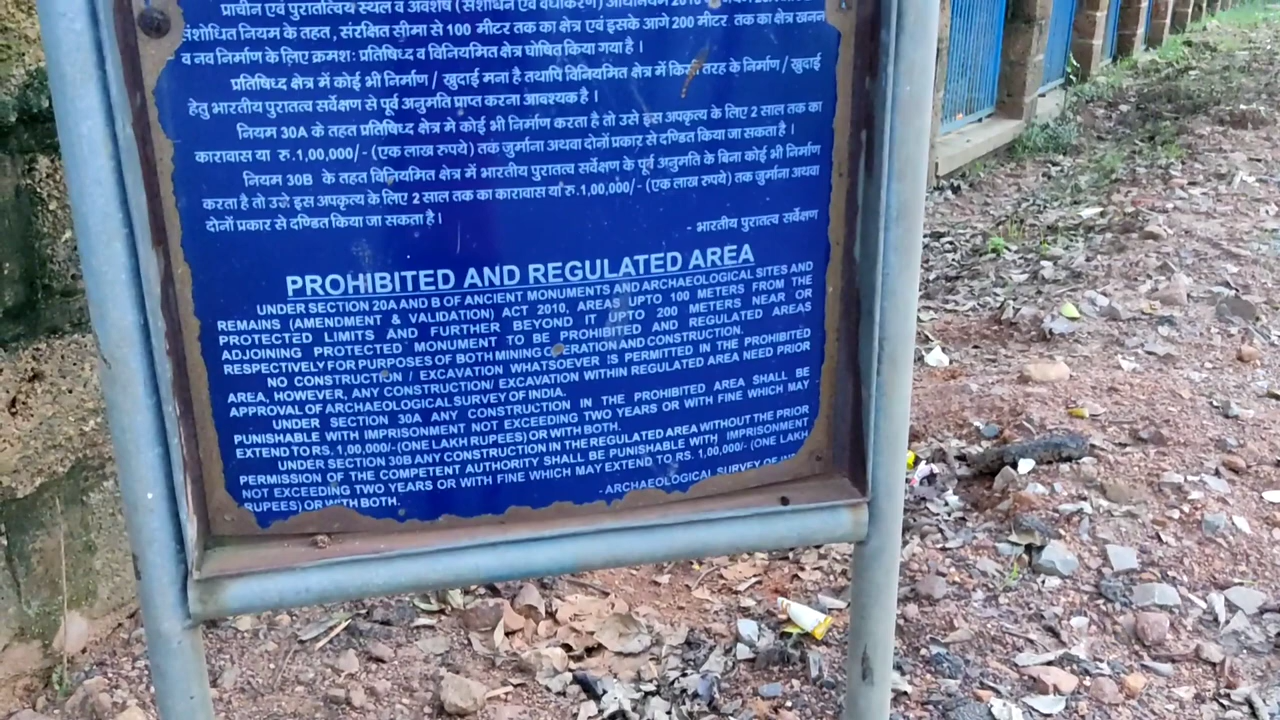 प्राचीन एवं पुरातात्विय स्थल व अवशेष (संशोधन एवं वैधीकरण)
संशोधित नियम के तहत , संरक्षित सीमा से 100 मीटर तक का क्षेत्र एवं इसके आगे 200 मीटर तक का क्षेत्र खनन
व नव निर्माण के लिए क्रमशः प्रतिषिध्द व विनियमित क्षेत्र घोषित किया गया है ।
प्रतिषिध्द क्षेत्र में कोई भी निर्माण / खुदाई मना है तथापि विनियमित क्षेत्र में किसी तरह के निर्माण / खुदाई
हेतु भारतीय पुरातत्व सर्वेक्षण से पूर्व अनुमति प्राप्त करना आवश्यक है ।
नियम 30A के तहत प्रतिषिध्द क्षेत्र मे कोई भी निर्माण करता है तो उसे इस अपकृत्य के लिए 2 साल तक का
कारावास या रु.1,00,000/- (एक लाख रुपये) तक जुर्माना अथवा दोनों प्रकार से दण्डित किया जा सकता है ।
नियम 30B के तहत विनियमित क्षेत्र में भारतीय पुरातत्व सर्वेक्षण के पूर्व अनुमति के बिना कोई भी निर्माण
करता है तो उसे इस अपकृत्य के लिए 2 साल तक का कारावास या रु.1,00,000/- (एक लाख रुपये) तक जुर्माना अथवा
दोनों प्रकार से दण्डित किया जा सकता है ।
- भारतीय पुरातत्व सर्वेक्षण
PROHIBITED AND REGULATED AREA
UNDER SECTION 20A AND B OF ANCIENT MONUMENTS AND ARCHAEOLOGICAL SITES AND
REMAINS (AMENDMENT & VALIDATION) ACT 2010, AREAS UPTO 100 METERS FROM THE
PROTECTED LIMITS AND FURTHER BEYOND IT UPTO 200 METERS NEAR OR
ADJOINING PROTECTED MONUMENT TO BE PROHIBITED AND REGULATED AREAS
RESPECTIVELY FOR PURPOSES OF BOTH MINING OPERATION AND CONSTRUCTION.
NO CONSTRUCTION / EXCAVATION WHATSOEVER IS PERMITTED IN THE PROHIBITED
AREA, HOWEVER, ANY CONSTRUCTION/ EXCAVATION WITHIN REGULATED AREA NEED PRIOR
APPROVAL OF ARCHAEOLOGICAL SURVEY OF INDIA.
UNDER SECTION 30A ANY CONSTRUCTION IN THE PROHIBITED AREA SHALL BE
PUNISHABLE WITH IMPRISONMENT NOT EXCEEDING TWO YEARS OR WITH FINE WHICH MAY
EXTEND TO RS. 1,00,000/- (ONE LAKH RUPEES) OR WITH BOTH.
UNDER SECTION 30B ANY CONSTRUCTION IN THE REGULATED AREA WITHOUT THE PRIOR
PERMISSION OF THE COMPETENT AUTHORITY SHALL BE PUNISHABLE WITH IMPRISONMENT
NOT EXCEEDING TWO YEARS OR WITH FINE WHICH MAY EXTEND TO RS. 1,00,000/- (ONE LAKH
RUPEES) OR WITH BOTH.
- ARCHAEOLOGICAL SURVEY OF